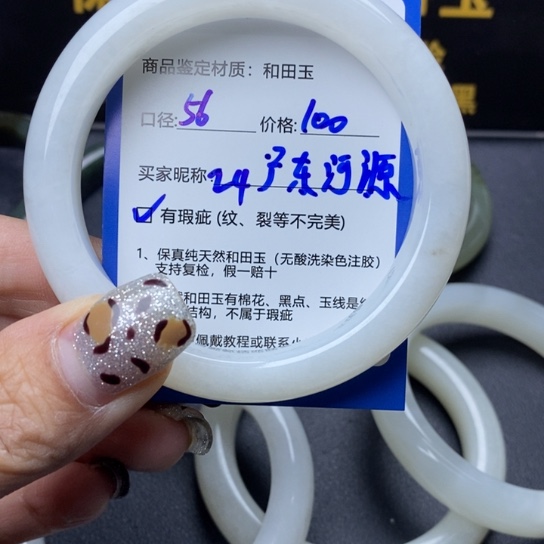 商品鉴定材质：和田玉
口径:56 价格:100
买家昵称:24广东河源
☑ 有瑕疵 (纹、裂等不完美)
1、保真纯天然和田玉（无酸洗染色注胶）
支持复检，假一赔十
和田玉有棉花、黑点、玉线是
结构，不属于瑕疵
佩戴教程或联系